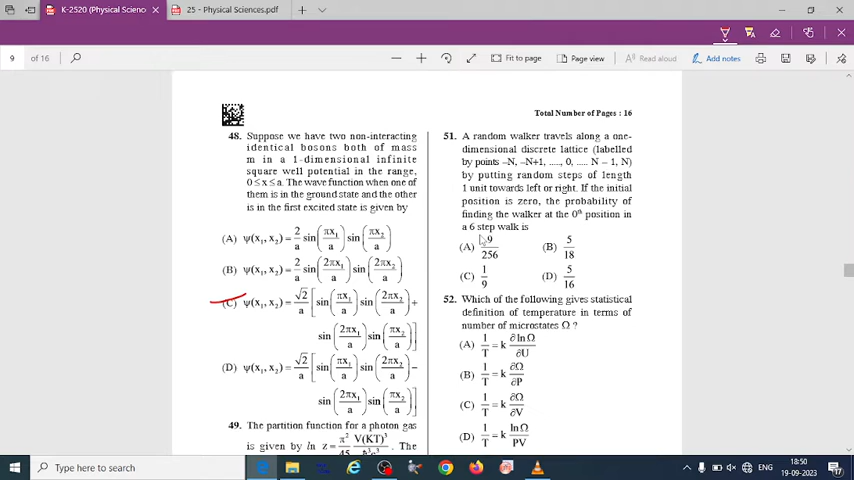 K-2520 (Physical Scienc
25 - Physical Sciences.pdf
9 of 16
Fit to page
Page view
Read aloud
Add notes
Total Number of Pages : 16
48. Suppose we have two non-interacting
identical bosons both of mass
m in a 1-dimensional infinite
square well potential in the range,
0 ≤ x ≤ a. The wave function when one of
them is in the ground state and the other
is in the first excited state is given by
(A) ψ(x₁, x₂) = 2/a sin(πx₁/a) sin(πx₂/a)
(B) ψ(x₁, x₂) = 2/a sin(2πx₁/a) sin(2πx₂/a)
(C) ψ(x₁, x₂) = √2/a [sin(πx₁/a) sin(2πx₂/a) +
sin(2πx₁/a) sin(πx₂/a)]
(D) ψ(x₁, x₂) = √2/a [sin(πx₁/a) sin(2πx₂/a) −
sin(2πx₁/a) sin(πx₂/a)]
49. The partition function for a photon gas
is given by ln z = π²/45 V(KT)³/ħ³c³ . The
51. A random walker travels along a one-
dimensional discrete lattice (labelled
by points –N, –N+1, ....., 0, ..... N – 1, N)
by putting random steps of length
1 unit towards left or right. If the initial
position is zero, the probability of
finding the walker at the 0ᵗʰ position in
a 6 step walk is
(A) 9/256 (B) 5/18
(C) 1/9 (D) 5/16
52. Which of the following gives statistical
definition of temperature in terms of
number of microstates Ω ?
(A) 1/T = k ∂ ln Ω/∂U
(B) 1/T = k ∂Ω/∂P
(C) 1/T = k ∂Ω/∂V
(D) 1/T = k lnΩ/PV
Type here to search
ENG
18:50
19-09-2023
17